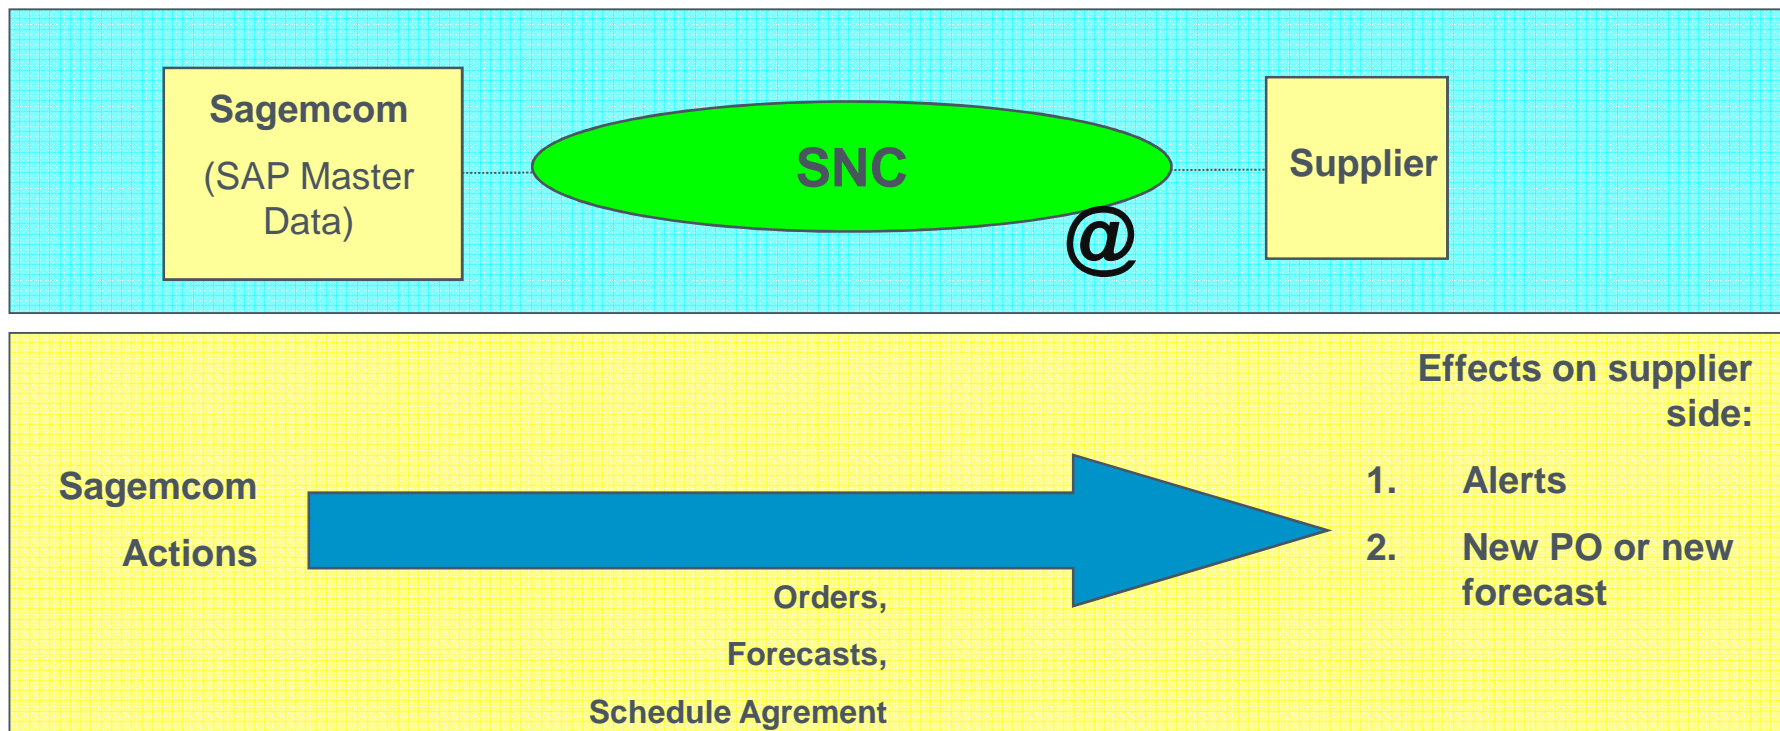 Sagemcom
(SAP Master
Data)
SNC
@
Supplier
Effects on supplier
side:
Sagemcom
Actions
1. Alerts
2. New PO or new
forecast
Orders,
Forecasts,
Schedule Agrement